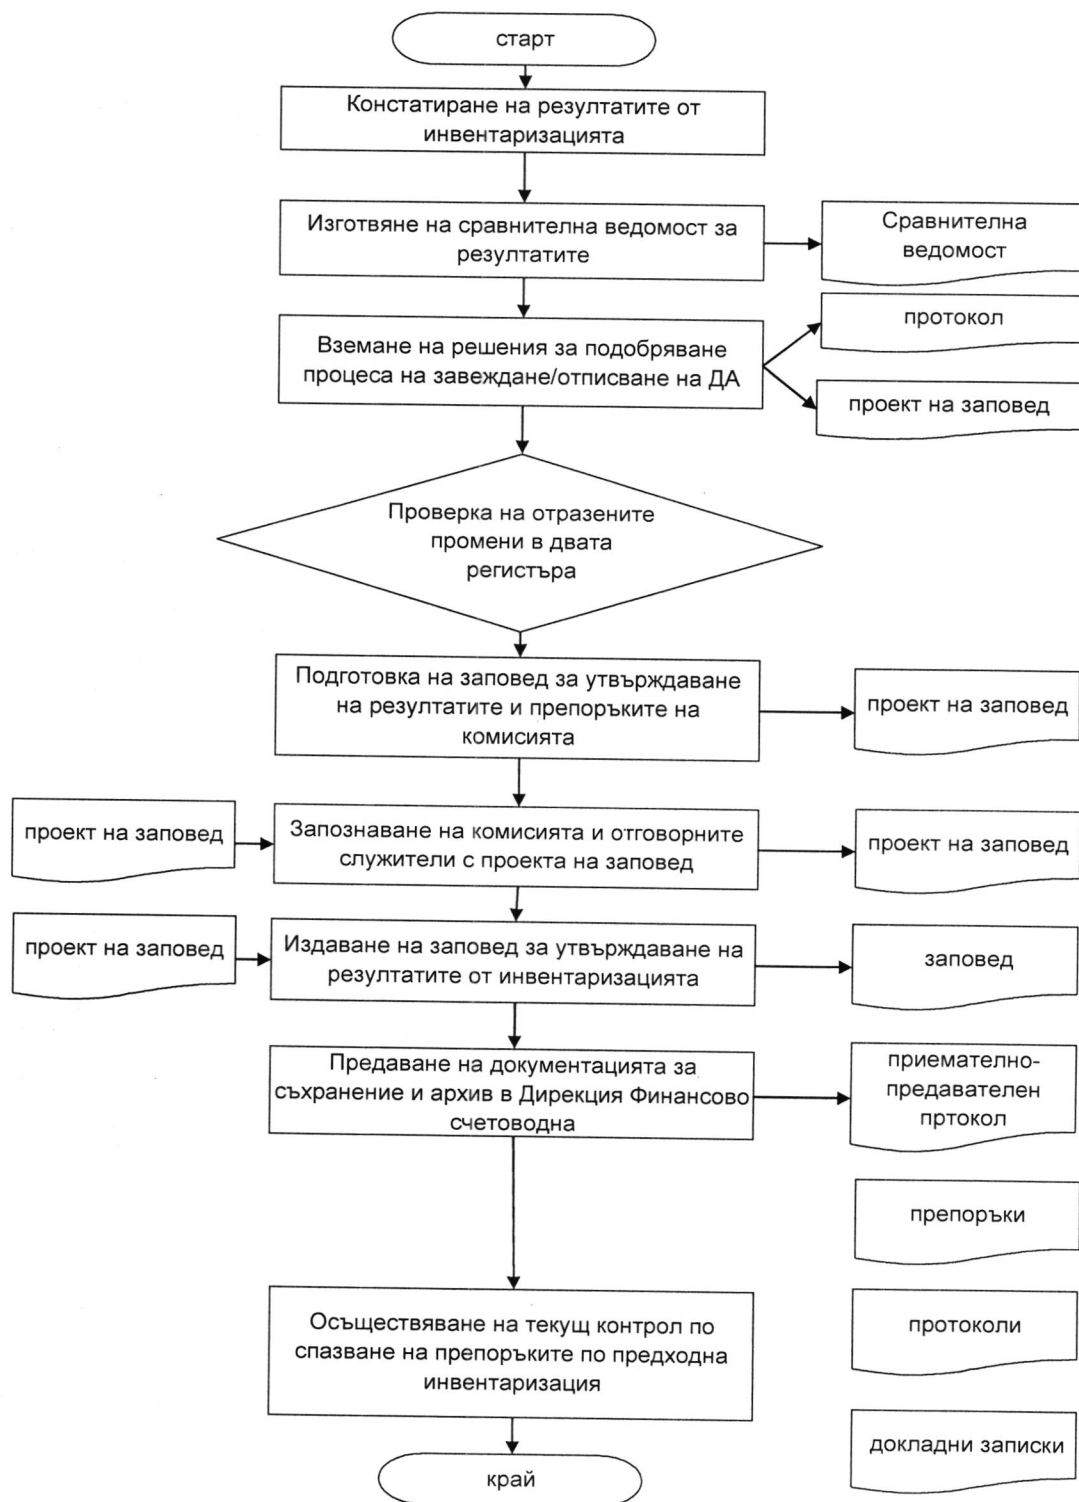 старт
Констатиране на резултатите от
инвентаризацията
Изготвяне на сравнителна ведомост за
резултатите
Сравнителна
ведомост
Вземане на решения за подобряване
процеса на завеждане/отписване на ДА
протокол
проект на заповед
Проверка на отразените
промени в двата
регистъра
Подготовка на заповед за утвърждаване
на резултатите и препоръките на
комисията
проект на заповед
проект на заповед
Запознаване на комисията и отговорните
служители с проекта на заповед
проект на заповед
проект на заповед
Издаване на заповед за утвърждаване на
резултатите от инвентаризацията
заповед
Предаване на документацията за
съхранение и архив в Дирекция Финансово
счетоводна
приемателно-
предавателен
пртокол
препоръки
Осъществяване на текущ контрол по
спазване на препоръките по предходна
инвентаризация
протоколи
докладни записки
край